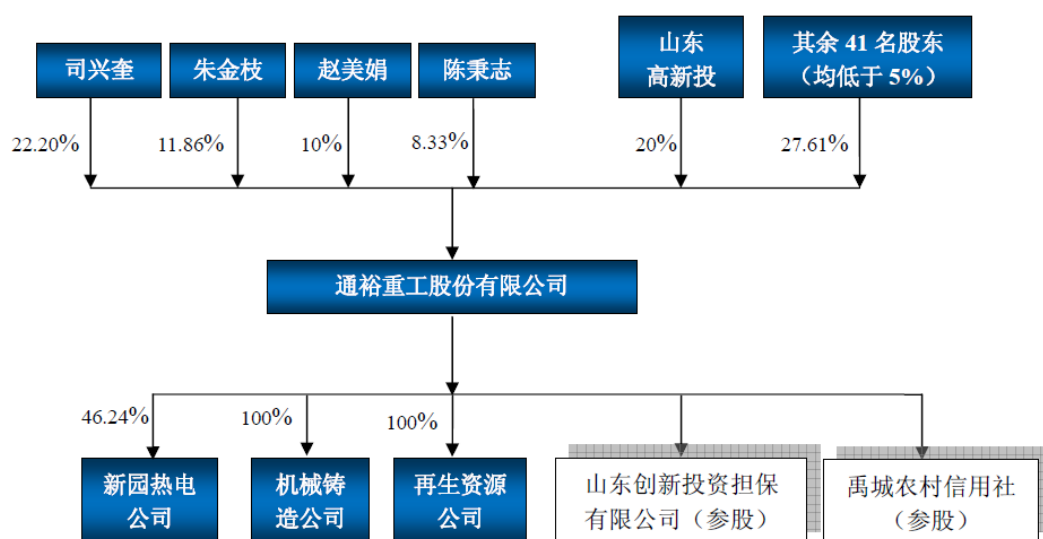 司兴奎
朱金枝
赵美娟
陈秉志
山东
高新投
其余 41 名股东
（均低于 5%）
22.20%
11.86%
10%
8.33%
20%
27.61%
通裕重工股份有限公司
46.24%
100%
100%
新园热电
公司
机械铸
造公司
再生资源
公司
山东创新投资担保
有限公司（参股）
禹城农村信用社
（参股）